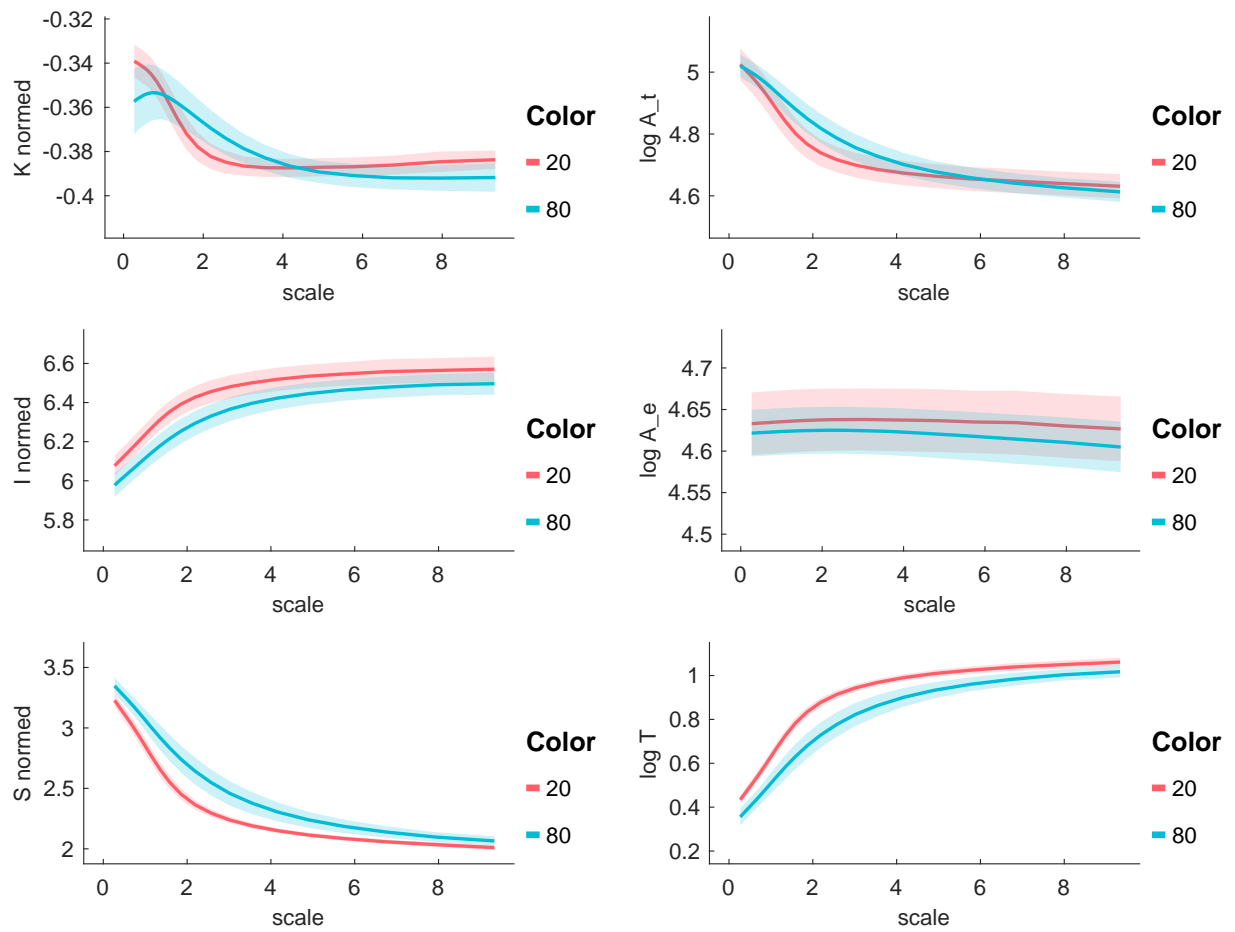 -0.32
-0.34
-0.36
-0.38
-0.4
K normed
0 2 4 6 8
scale
Color
20
80
5
4.8
4.6
log A_t
0 2 4 6 8
scale
Color
20
80
6.6
6.4
6.2
6
5.8
I normed
0 2 4 6 8
scale
Color
20
80
4.7
4.65
4.6
4.55
4.5
log A_e
0 2 4 6 8
scale
Color
20
80
3.5
3
2.5
2
S normed
0 2 4 6 8
scale
Color
20
80
1
0.8
0.6
0.4
0.2
log T
0 2 4 6 8
scale
Color
20
80